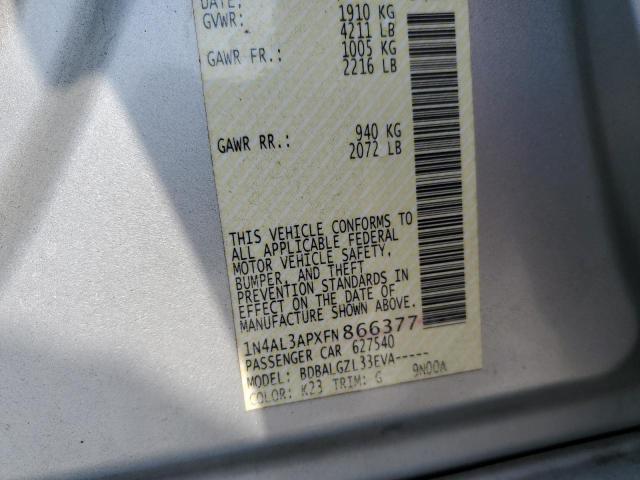 DATE:
GVWR: 1910 KG
4211 LB
GAWR FR.: 1005 KG
2216 LB
GAWR RR.: 940 KG
2072 LB
THIS VEHICLE CONFORMS TO
ALL APPLICABLE FEDERAL
MOTOR VEHICLE SAFETY,
BUMPER, AND THEFT
PREVENTION STANDARDS IN
EFFECT ON THE DATE OF
MANUFACTURE SHOWN ABOVE.
1N4AL3APXFN866377
PASSENGER CAR 627540
MODEL: BDBALGZL33EVA-----
COLOR: K23 TRIM: G 9N00A